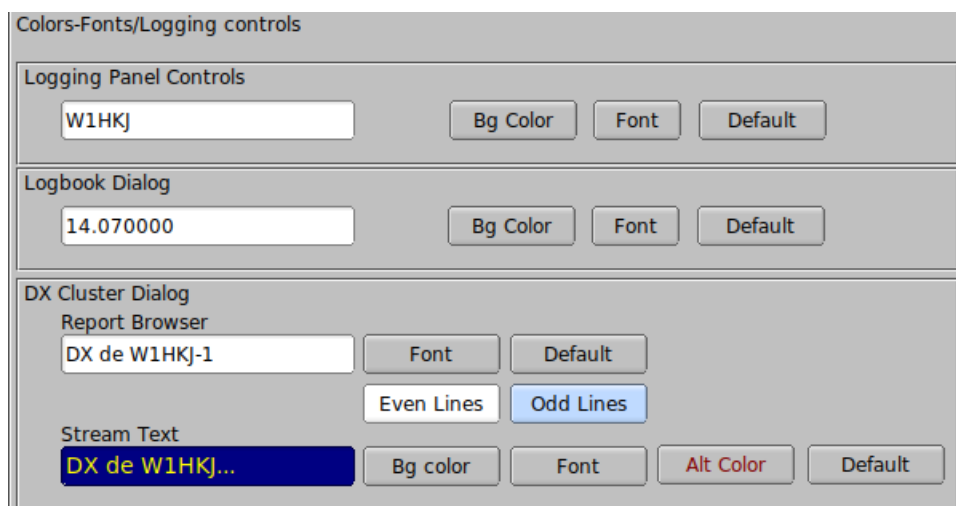 Colors-Fonts/Logging controls
Logging Panel Controls
W1HKJ Bg Color Font Default
Logbook Dialog
14.070000 Bg Color Font Default
DX Cluster Dialog
Report Browser
DX de W1HKJ-1 Font Default
Even Lines Odd Lines
Stream Text
DX de W1HKJ... Bg color Font Alt Color Default